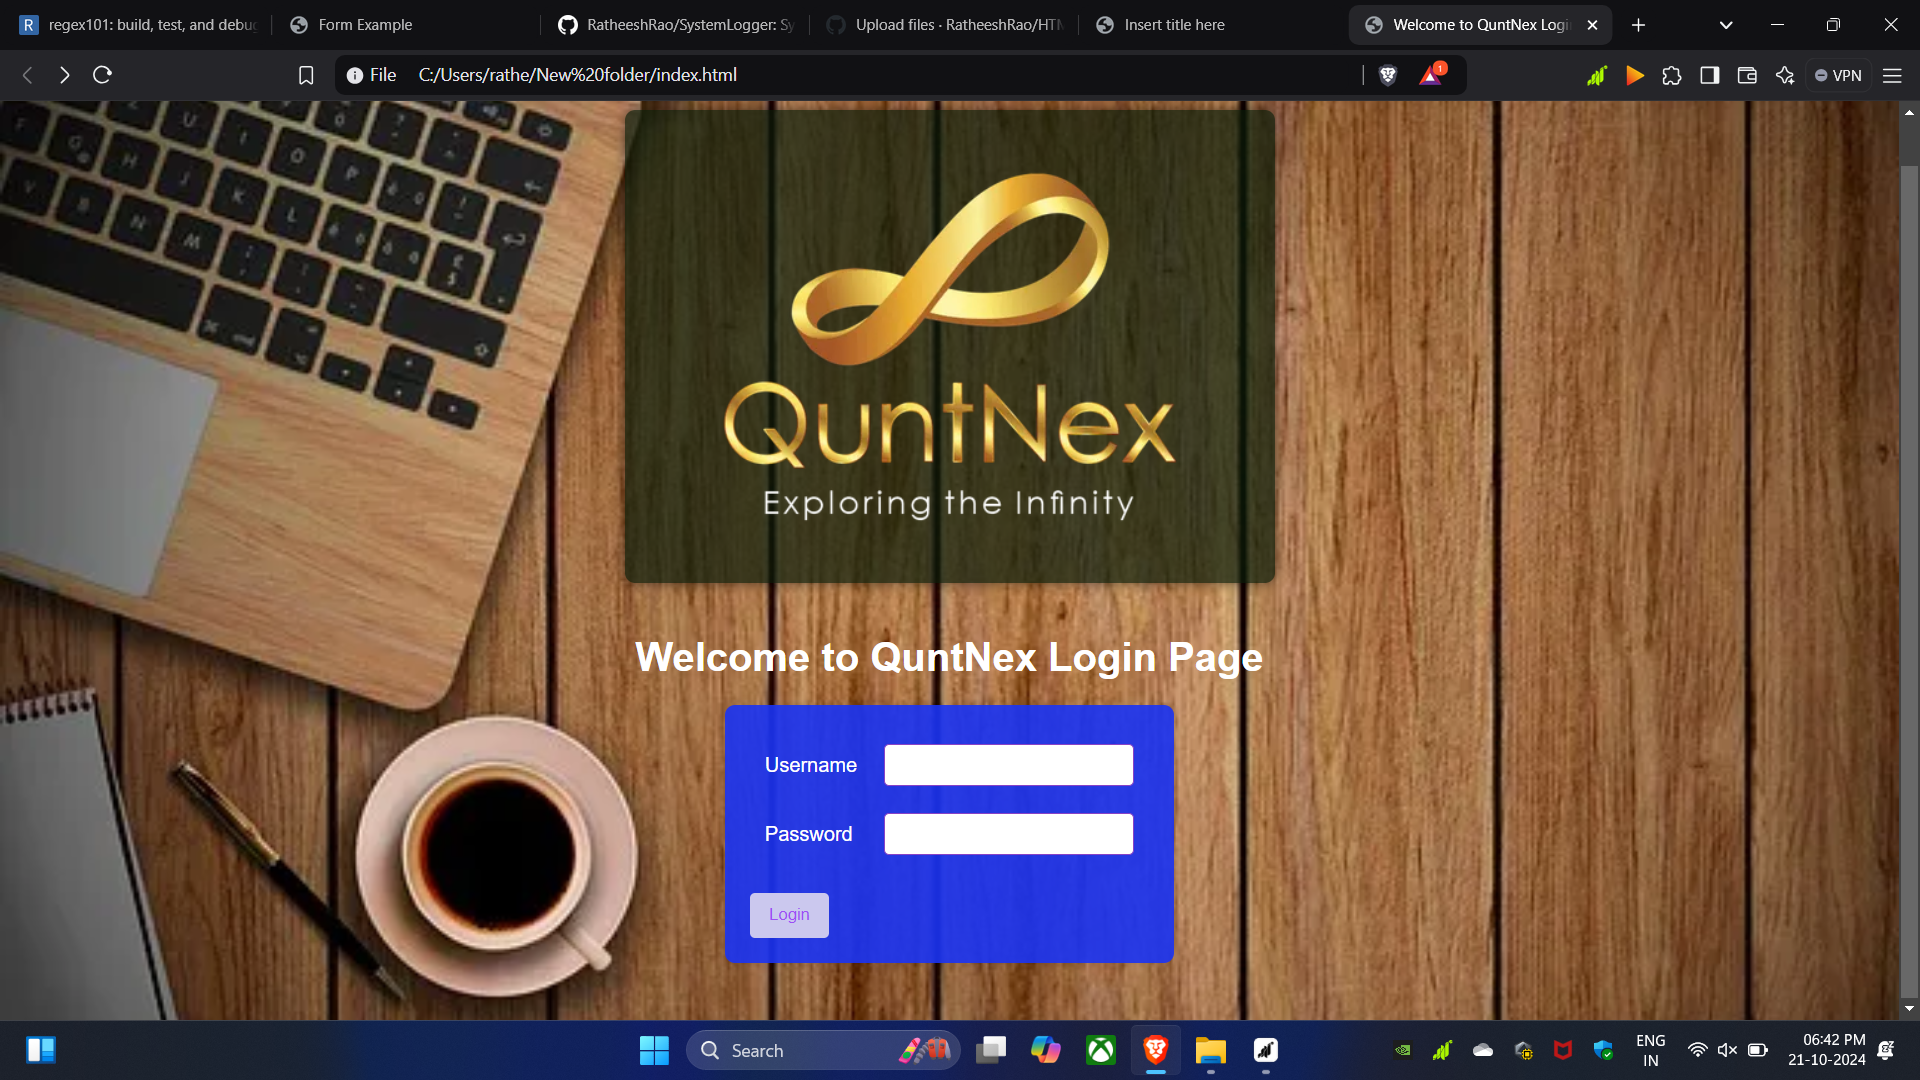 R regex101: build, test, and debug
Form Example
RatheeshRao/SystemLogger: Sy
Upload files · RatheeshRao/HTM
Insert title here
Welcome to QuntNex Logi
File C:/Users/rathe/New%20folder/index.html
1
VPN
QuntNex
Exploring the Infinity
Welcome to QuntNex Login Page
Username
Password
Login
Search
ENG
IN
06:42 PM
21-10-2024